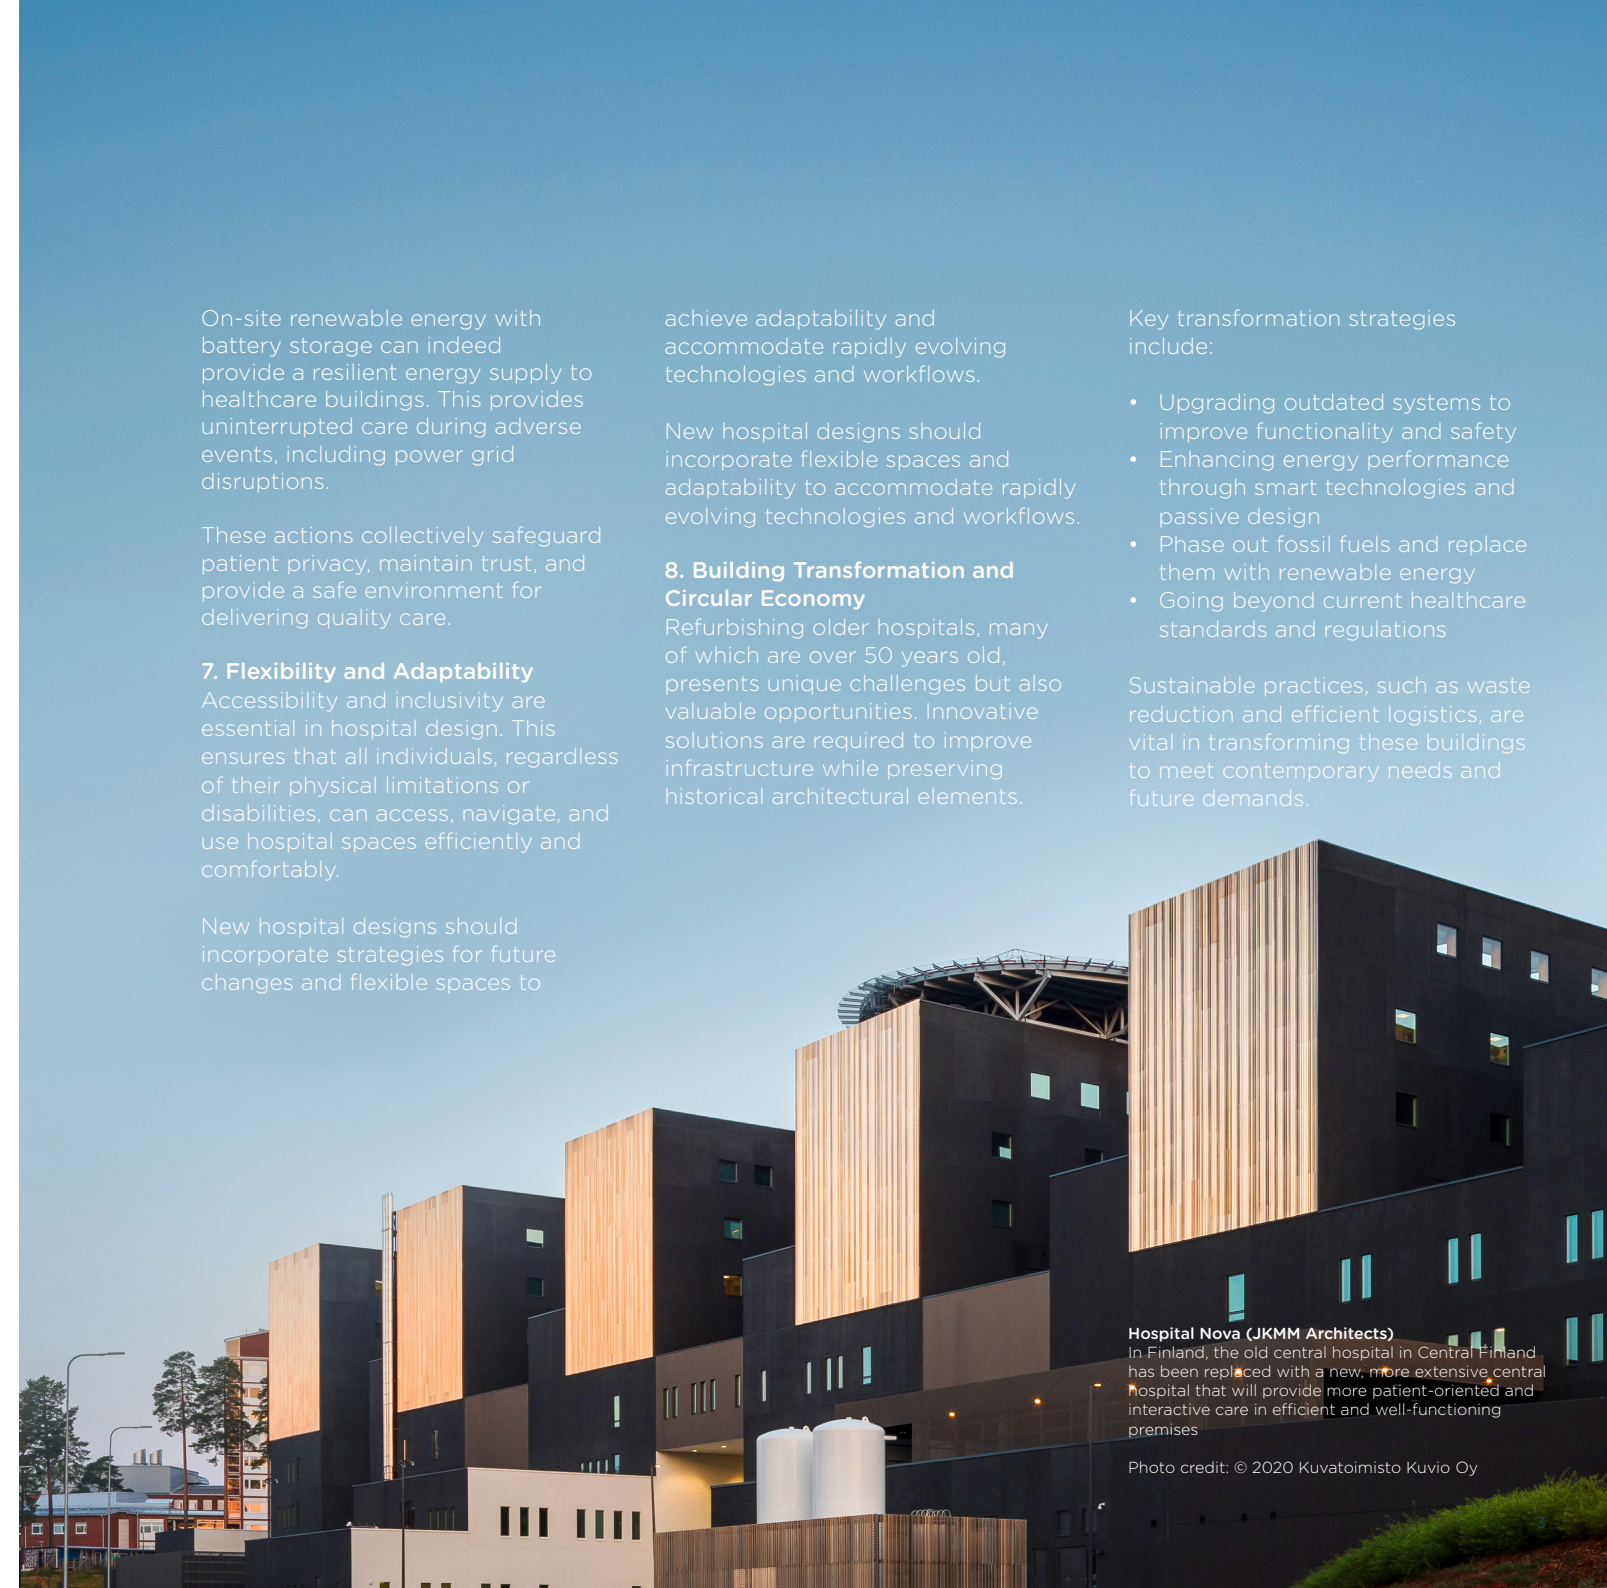 On-site renewable energy with
battery storage can indeed
provide a resilient energy supply to
healthcare buildings. This provides
uninterrupted care during adverse
events, including power grid
disruptions.
These actions collectively safeguard
patient privacy, maintain trust, and
provide a safe environment for
delivering quality care.
7. Flexibility and Adaptability
Accessibility and inclusivity are
essential in hospital design. This
ensures that all individuals, regardless
of their physical limitations or
disabilities, can access, navigate, and
use hospital spaces efficiently and
comfortably.
New hospital designs should
incorporate strategies for future
changes and flexible spaces to
achieve adaptability and
accommodate rapidly evolving
technologies and workflows.
New hospital designs should
incorporate flexible spaces and
adaptability to accommodate rapidly
evolving technologies and workflows.
8. Building Transformation and
Circular Economy
Refurbishing older hospitals, many
of which are over 50 years old,
presents unique challenges but also
valuable opportunities. Innovative
solutions are required to improve
infrastructure while preserving
historical architectural elements.
Key transformation strategies
include:
• Upgrading outdated systems to
improve functionality and safety
• Enhancing energy performance
through smart technologies and
passive design
• Phase out fossil fuels and replace
them with renewable energy
• Going beyond current healthcare
standards and regulations
Sustainable practices, such as waste
reduction and efficient logistics, are
vital in transforming these buildings
to meet contemporary needs and
future demands.
Hospital Nova (JKMM Architects)
In Finland, the old central hospital in Central Finland
has been replaced with a new, more extensive central
hospital that will provide more patient-oriented and
interactive care in efficient and well-functioning
premises
Photo credit: © 2020 Kuvatoimisto Kuvio Oy
3